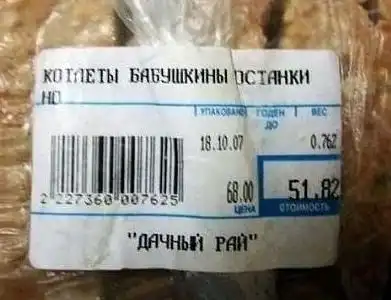 КОТЛЕТЫ БАБУШКИНЫ ОСТАНКИ
НО
УПАКОВАНО ГОДЕН ДО ВЕС
18.10.07 0.762
68.00 51.82
ЦЕНА СТОИМОСТЬ
2 227360 007625
"ДАЧНЫЙ РАЙ"